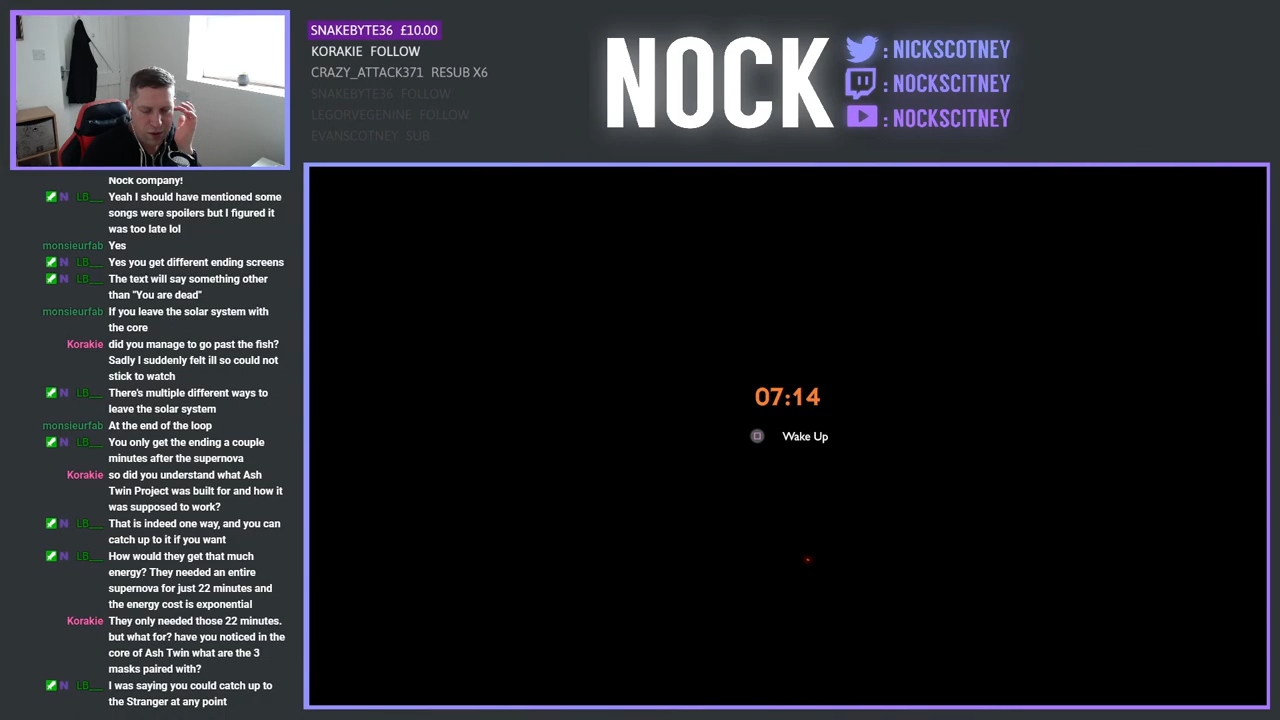 SNAKEBYTE36 £10.00
KORAKIE FOLLOW
CRAZY_ATTACK371 RESUB X6
SNAKEBYTE36 FOLLOW
LEGORVEGENINE FOLLOW
EVANSCOTNEY SUB
NOCK
: NICKSCOTNEY
: NOCKSCITNEY
: NOCKSCITNEY
Nock company!
N LB__ Yeah I should have mentioned some
songs were spoilers but I figured it
was too late lol
monsieurfab Yes
N LB__ Yes you get different ending screens
N LB__ The text will say something other
than "You are dead"
monsieurfab If you leave the solar system with
the core
Korakie did you manage to go past the fish?
Sadly I suddenly felt ill so could not
stick to watch
N LB__ There's multiple different ways to
leave the solar system
monsieurfab At the end of the loop
N LB__ You only get the ending a couple
minutes after the supernova
Korakie so did you understand what Ash
Twin Project was built for and how it
was supposed to work?
N LB__ That is indeed one way, and you can
catch up to it if you want
N LB__ How would they get that much
energy? They needed an entire
supernova for just 22 minutes and
the energy cost is exponential
Korakie They only needed those 22 minutes.
but what for? have you noticed in the
core of Ash Twin what are the 3
masks paired with?
N LB__ I was saying you could catch up to
the Stranger at any point
07:14
Wake Up